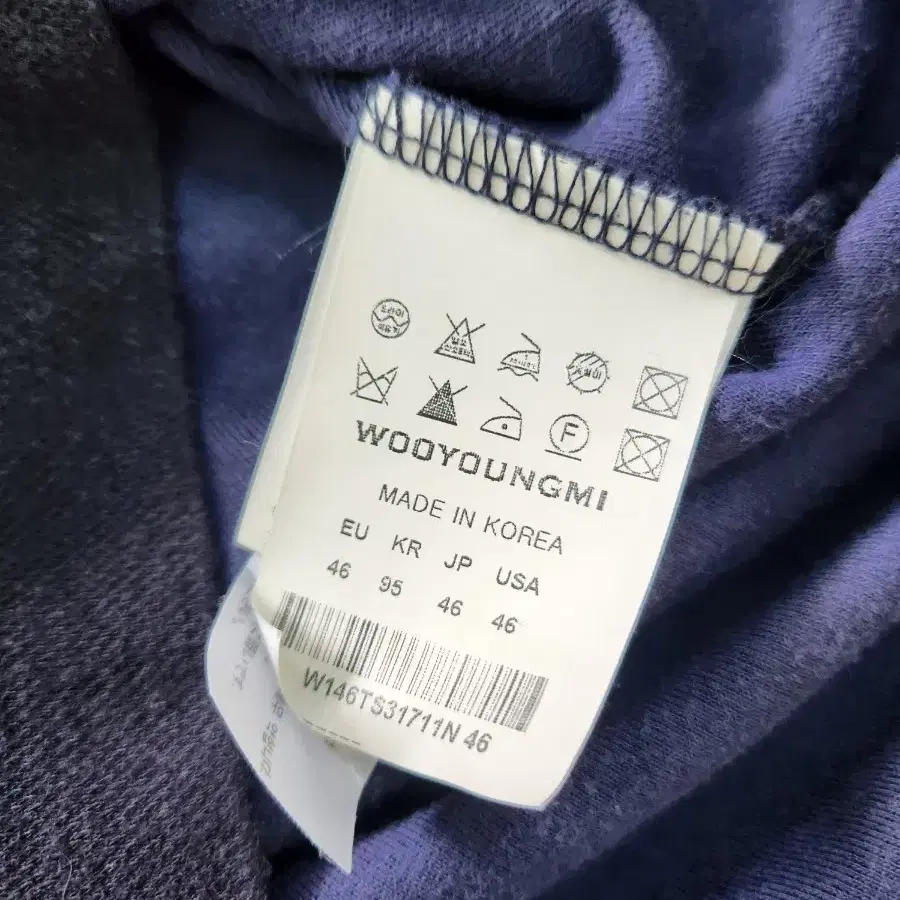 F
WOOYOUNGMI
MADE IN KOREA
EU KR JP USA
46 95 46 46
W146TS31711N 46